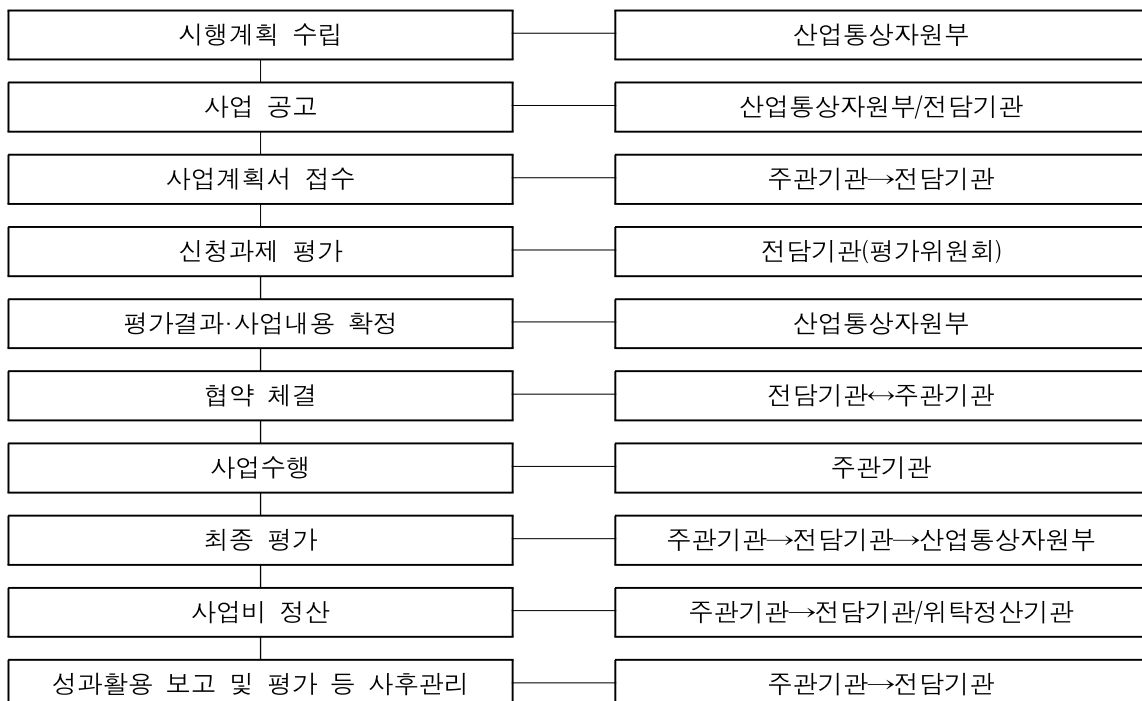 시행계획 수립 산업통상자원부
사업 공고 산업통상자원부/전담기관
사업계획서 접수 주관기관→전담기관
신청과제 평가 전담기관(평가위원회)
평가결과·사업내용 확정 산업통상자원부
협약 체결 전담기관↔주관기관
사업수행 주관기관
최종 평가 주관기관→전담기관→산업통상자원부
사업비 정산 주관기관→전담기관/위탁정산기관
성과활용 보고 및 평가 등 사후관리 주관기관→전담기관